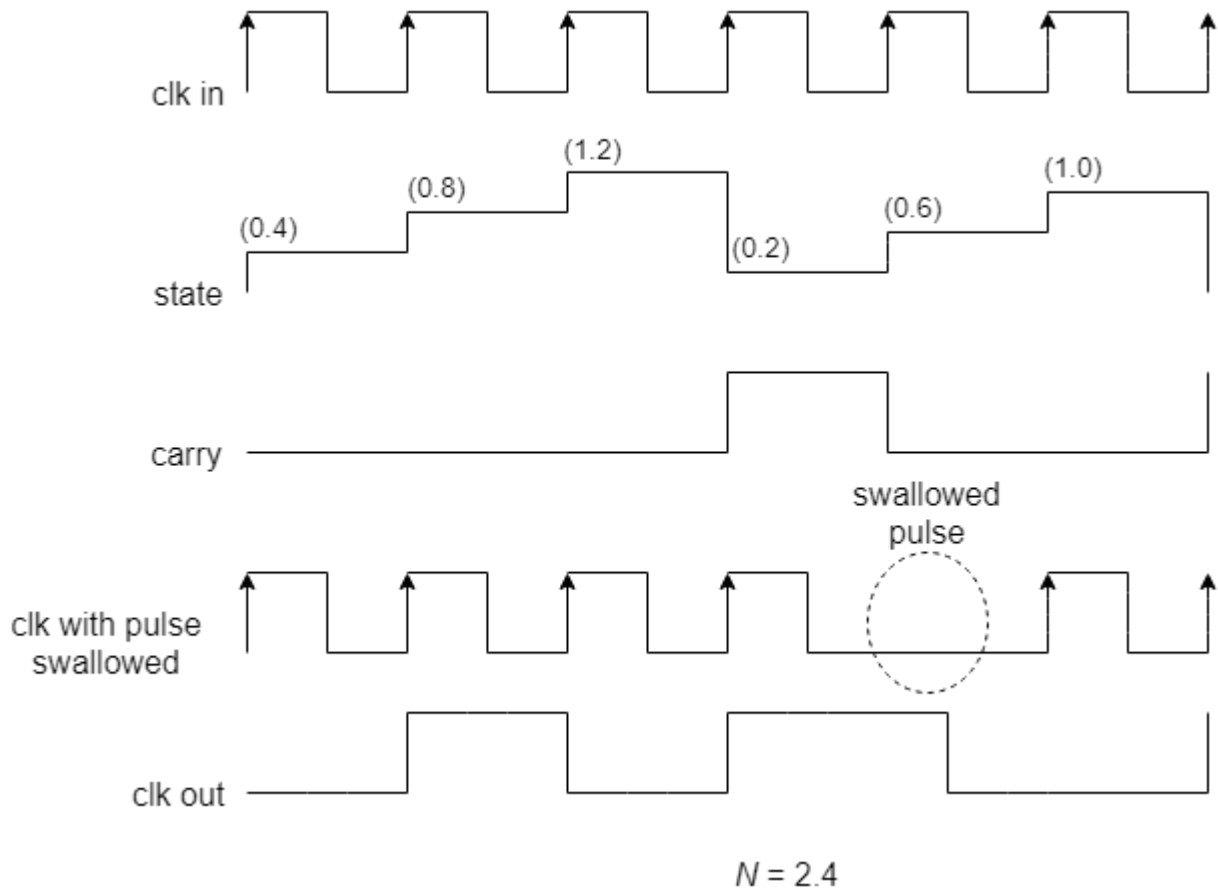 clk in
(0.4)
(0.8)
(1.2)
(0.2)
(0.6)
(1.0)
state
carry
swallowed
pulse
clk with pulse
swallowed
clk out
N = 2.4